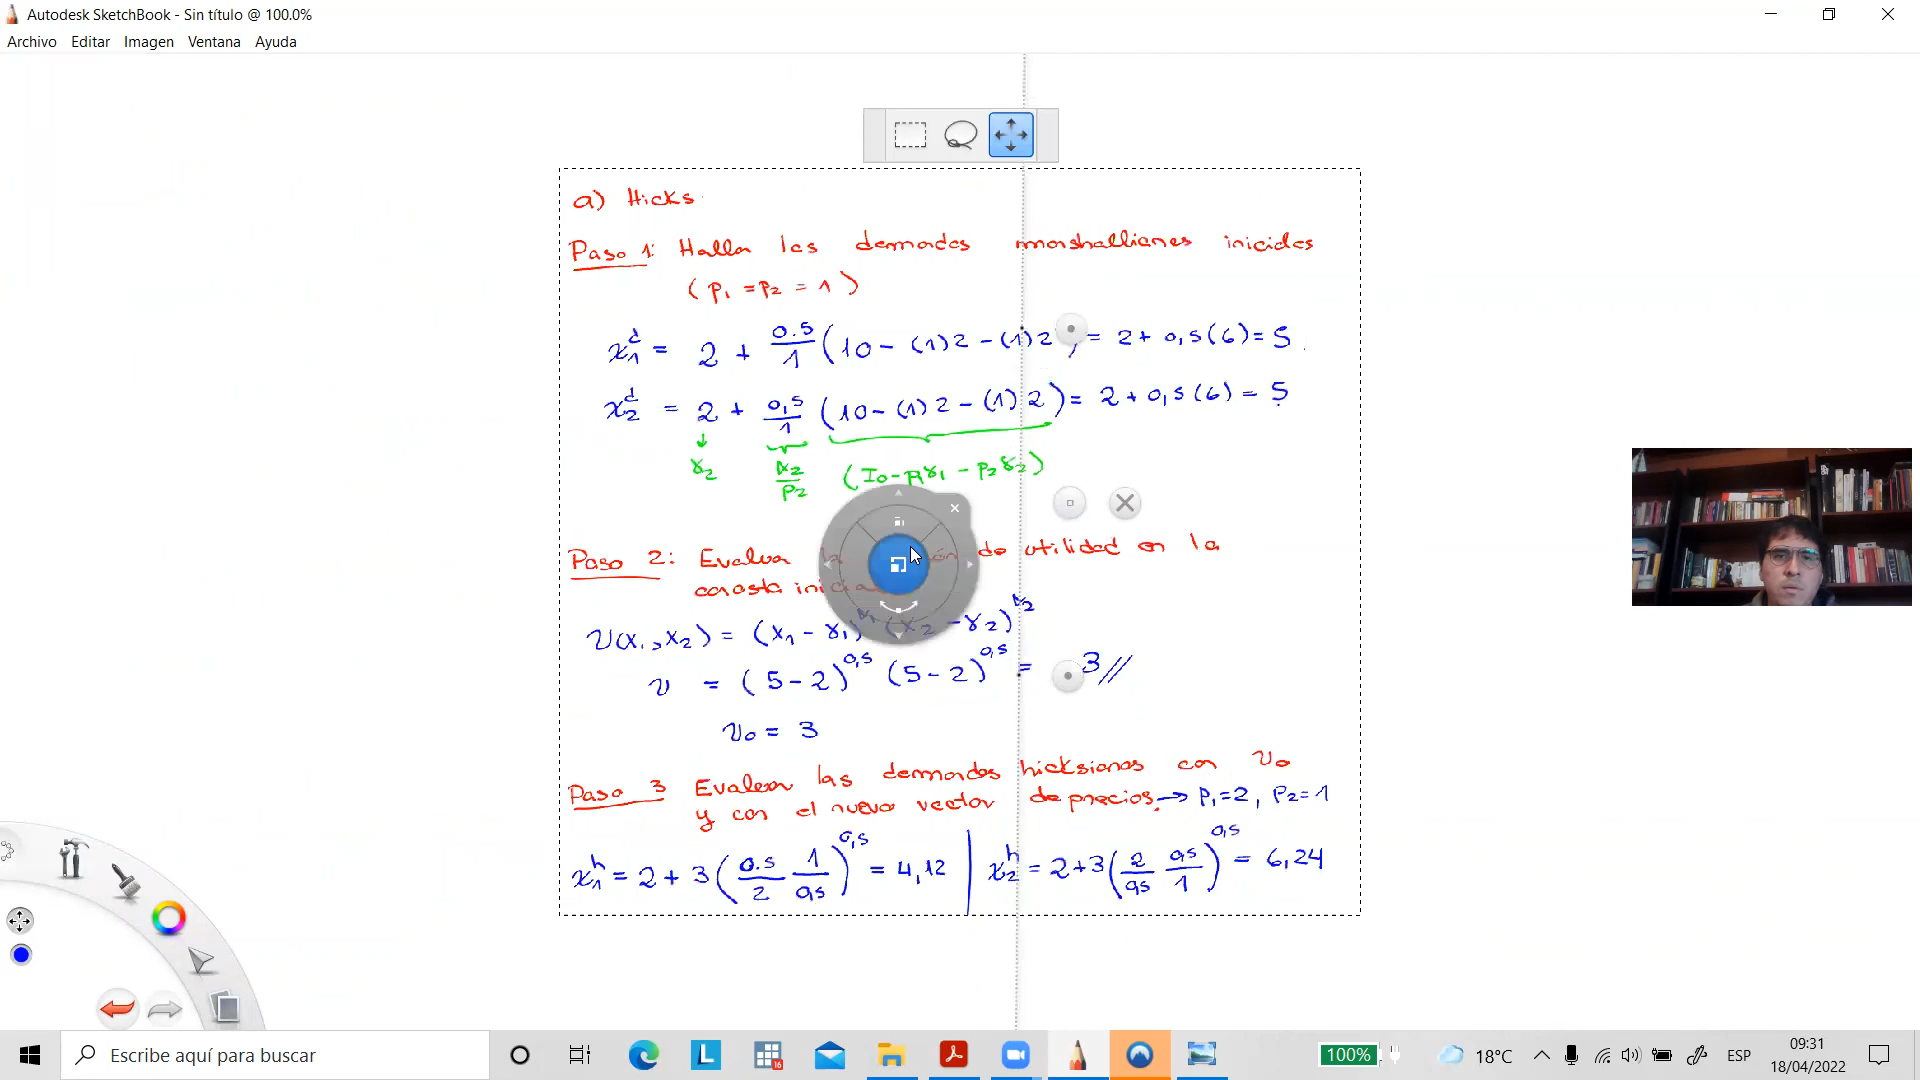 Autodesk SketchBook - Sin título @ 100.0%
Archivo Editar Imagen Ventana Ayuda
a) Hicks
Paso 1: Halla las demadas marshallianas iniciales
(p₁ = p₂ = 1)
x₁ᵈ = 2 + 0.5/1 (10 - (1)2 - (1)2) = 2 + 0,5(6) = 5
x₂ᵈ = 2 + 0,5/1 (10 - (1)2 - (1)2) = 2 + 0,5(6) = 5
γ₂ α₂/p₂ (I₀ - p₁γ₁ - p₂γ₂)
Paso 2: Evaluar de utilidad en la
canasta
U(x₁,x₂) = (x₁ - γ₁)^α₁ (x₂ - γ₂)^α₂
U = (5-2)^0,5 (5-2)^0,5 = 3//
U₀ = 3
Paso 3 Evaluar las demandas hicksianas con U₀
y con el nuevo vector de precios. → p₁=2, p₂=1
x₁ʰ = 2 + 3 (0.5/2 1/0,5)^0,5 = 4,12 | x₂ʰ = 2+3 (2/0,5 0,5/1)^0,5 = 6,24
Escribe aquí para buscar
L
16
100%
18°C
ESP
09:31
18/04/2022